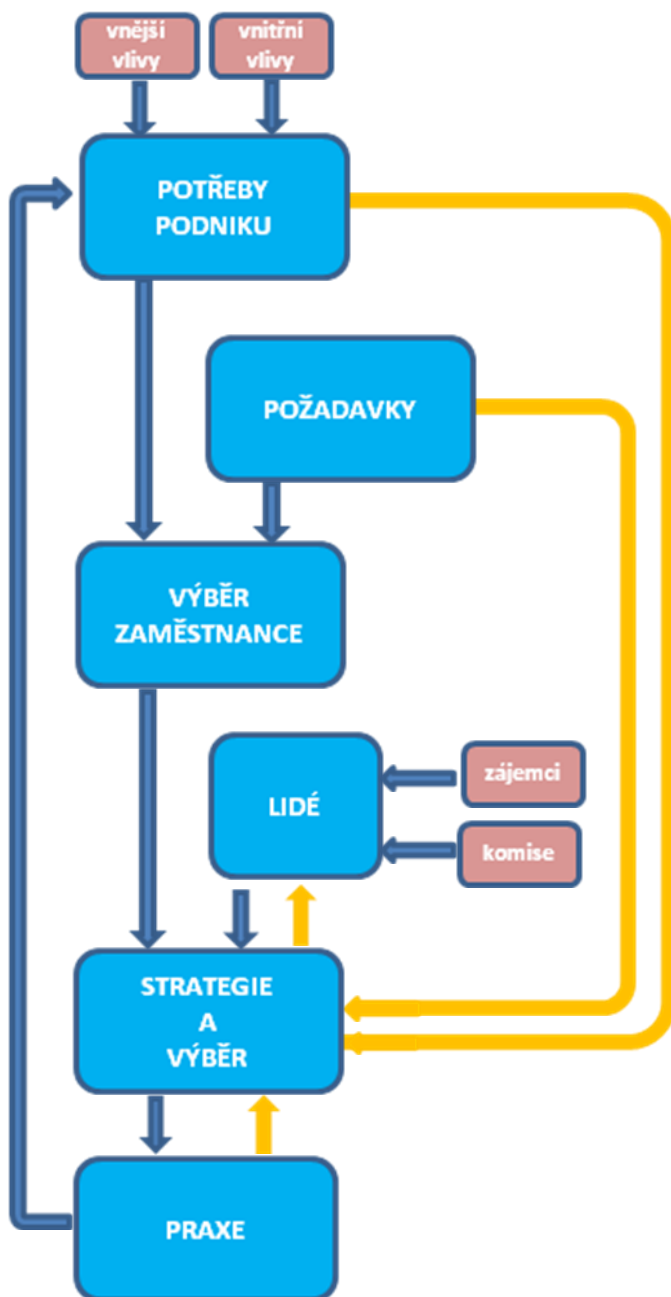 vnější
vlivy
vnitřní
vlivy
POTŘEBY
PODNIKU
POŽADAVKY
VÝBĚR
ZAMĚSTNANCE
LIDÉ
zájemci
komise
STRATEGIE
A
VÝBĚR
PRAXE